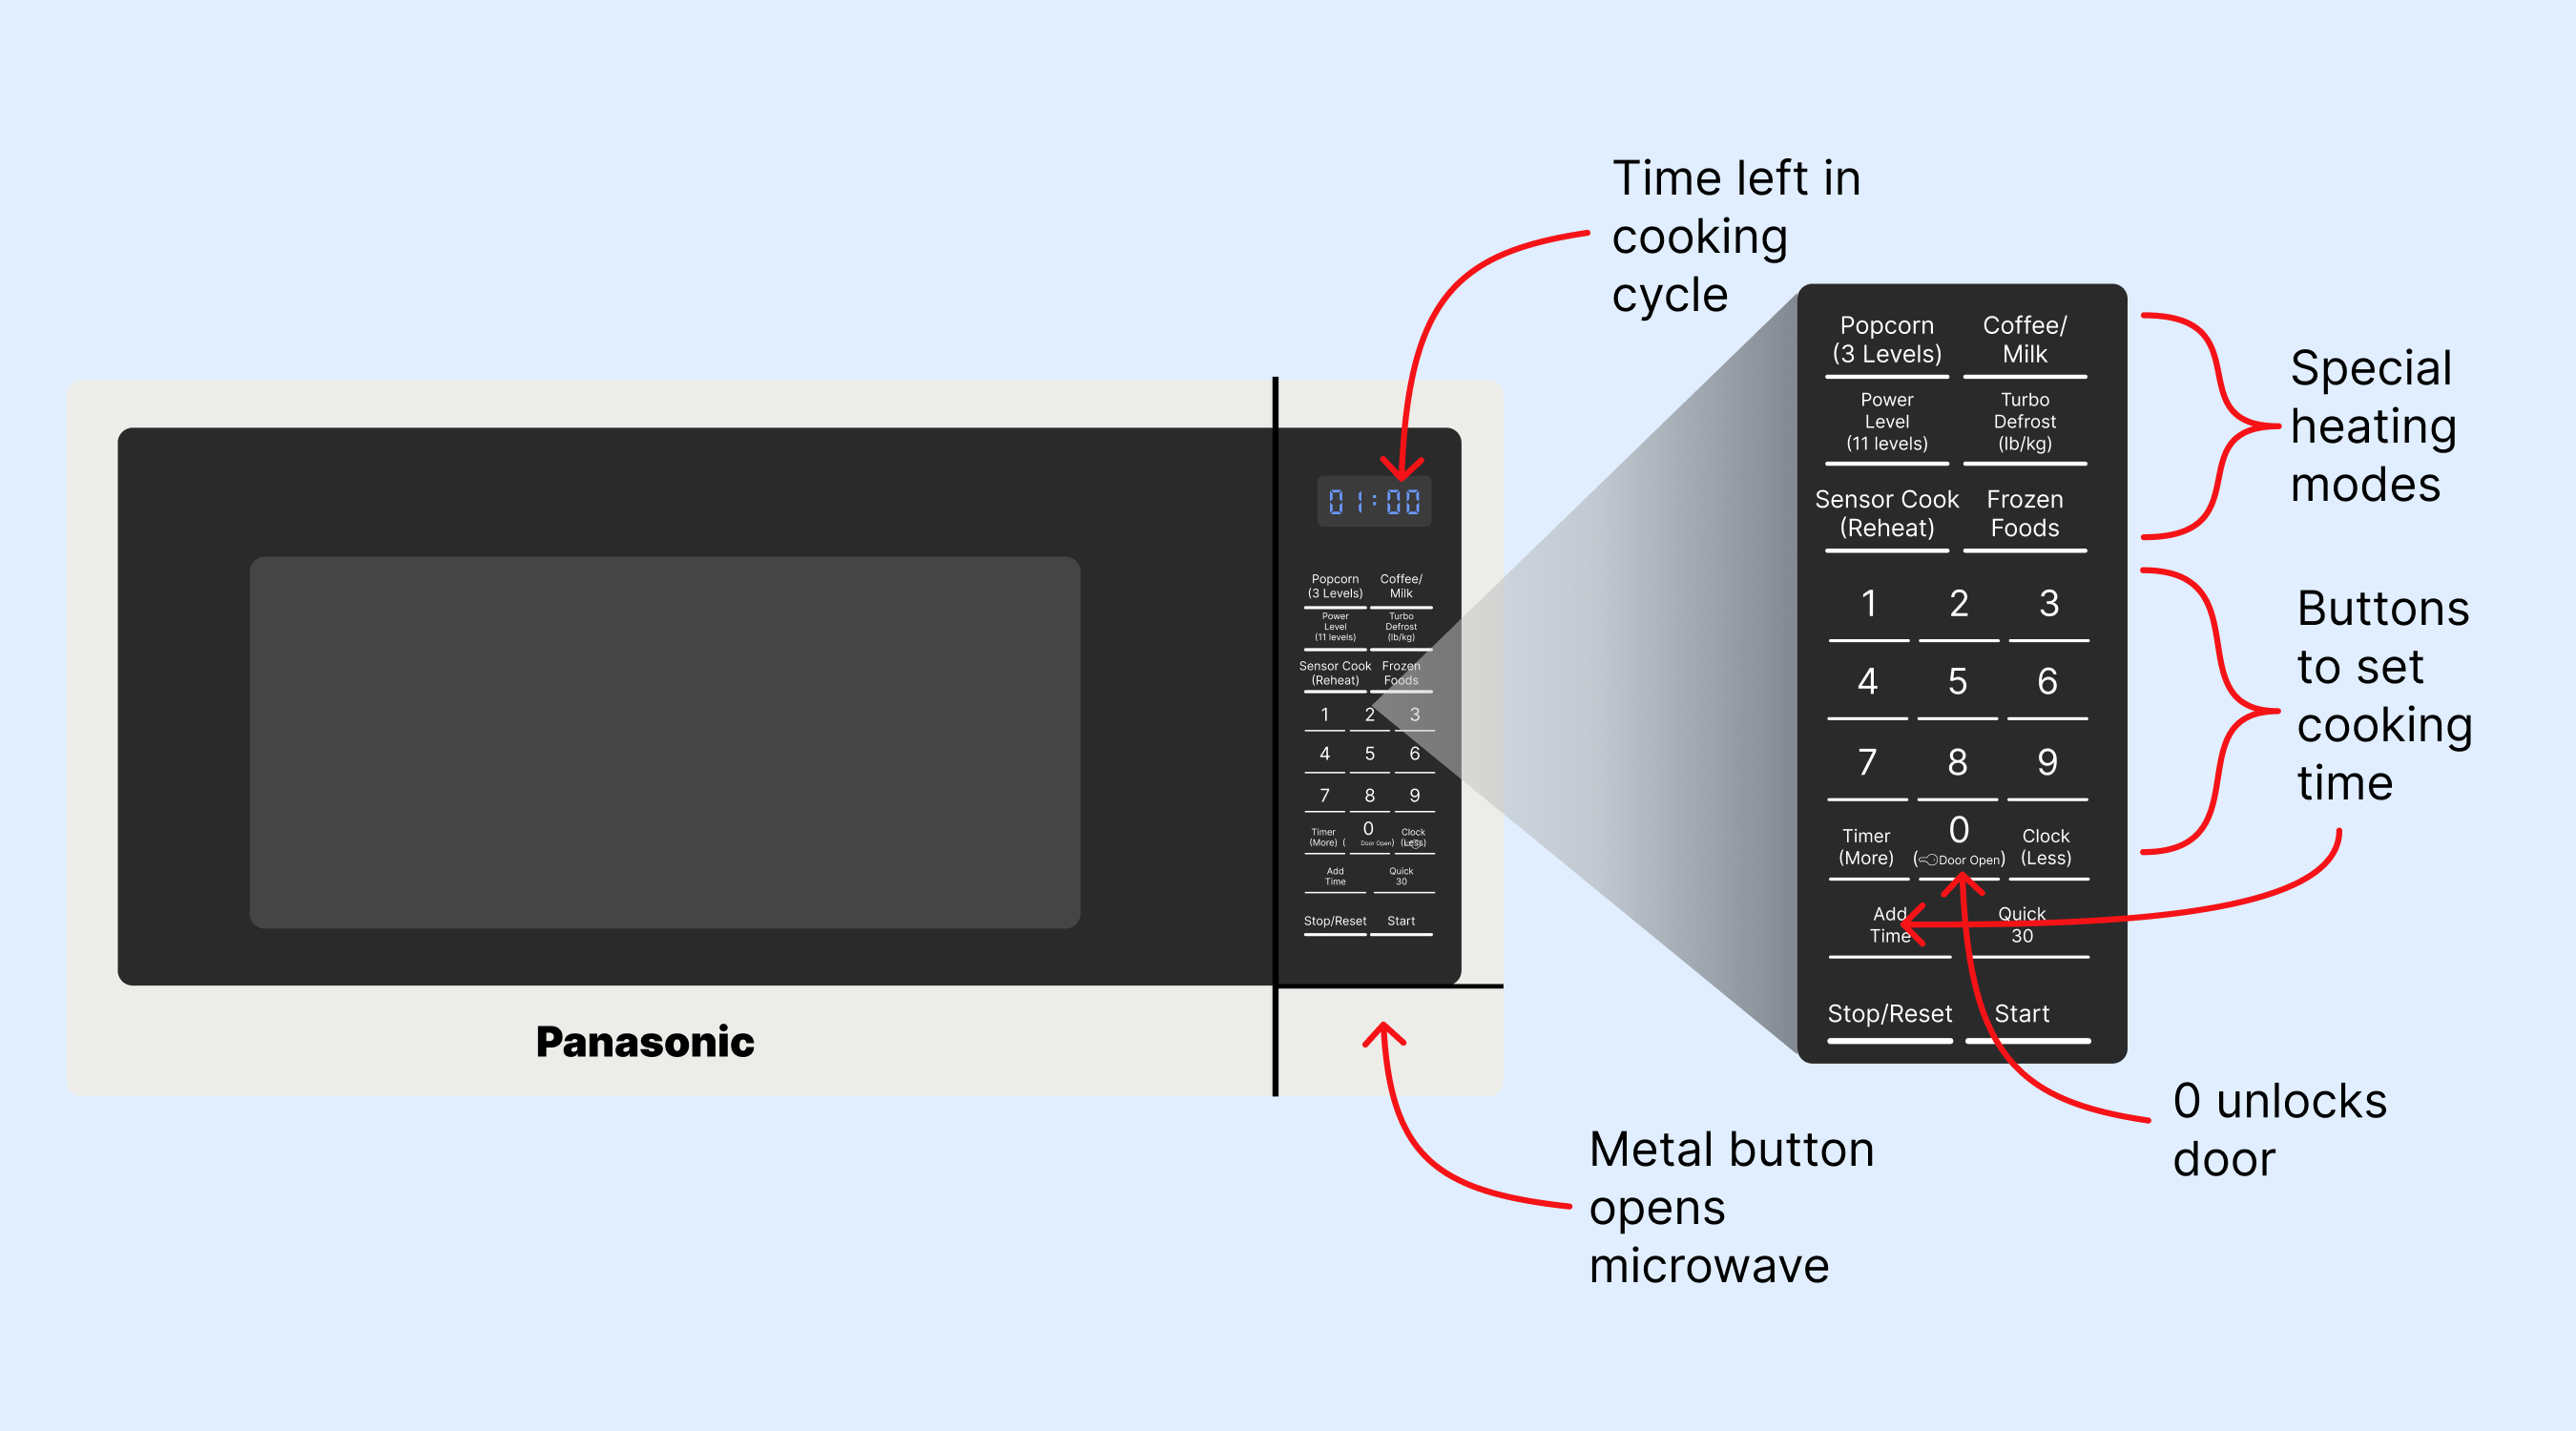 Time left in
cooking
cycle
01:00
Popcorn
(3 Levels)
Coffee/
Milk
Power
Level
(11 levels)
Turbo
Defrost
(lb/kg)
Sensor Cook
(Reheat)
Frozen
Foods
1 2 3
4 5 6
7 8 9
Timer
(More)
0
(Door Open)
Clock
(Less)
Add
Time
Quick
30
Stop/Reset
Start
Panasonic
Popcorn
(3 Levels)
Coffee/
Milk
Power
Level
(11 levels)
Turbo
Defrost
(lb/kg)
Sensor Cook
(Reheat)
Frozen
Foods
1 2 3
4 5 6
7 8 9
Timer
(More)
0
(Door Open)
Clock
(Less)
Add
Time
Quick
30
Stop/Reset
Start
Special
heating
modes
Buttons
to set
cooking
time
0 unlocks
door
Metal button
opens
microwave